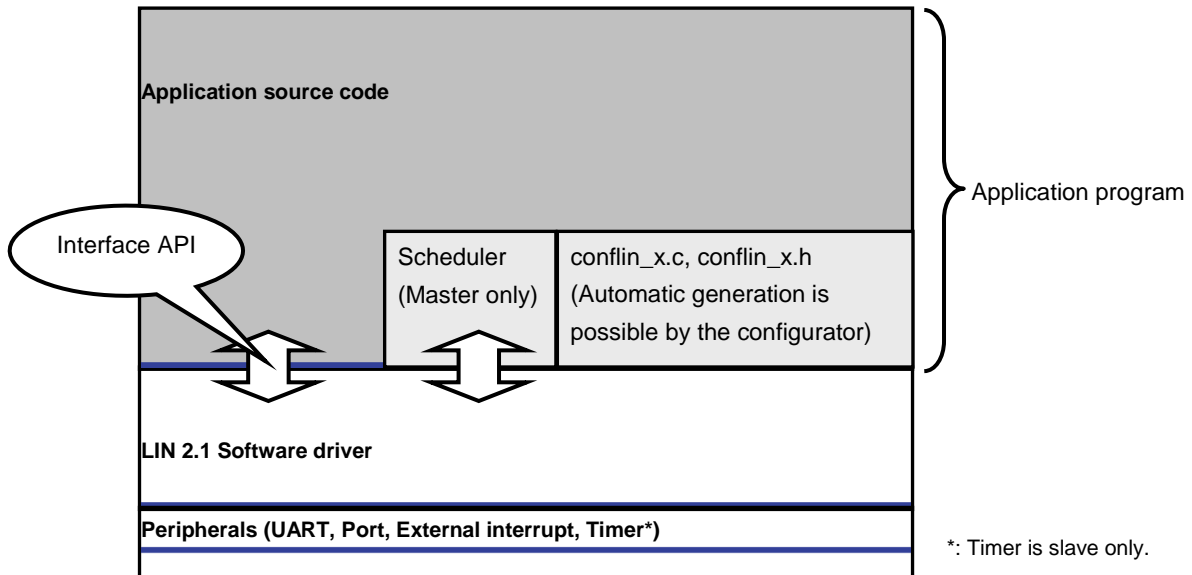 Application source code
Application program
Interface API
Scheduler
(Master only)
conflin_x.c, conflin_x.h
(Automatic generation is
possible by the configurator)
LIN 2.1 Software driver
Peripherals (UART, Port, External interrupt, Timer*)
*: Timer is slave only.